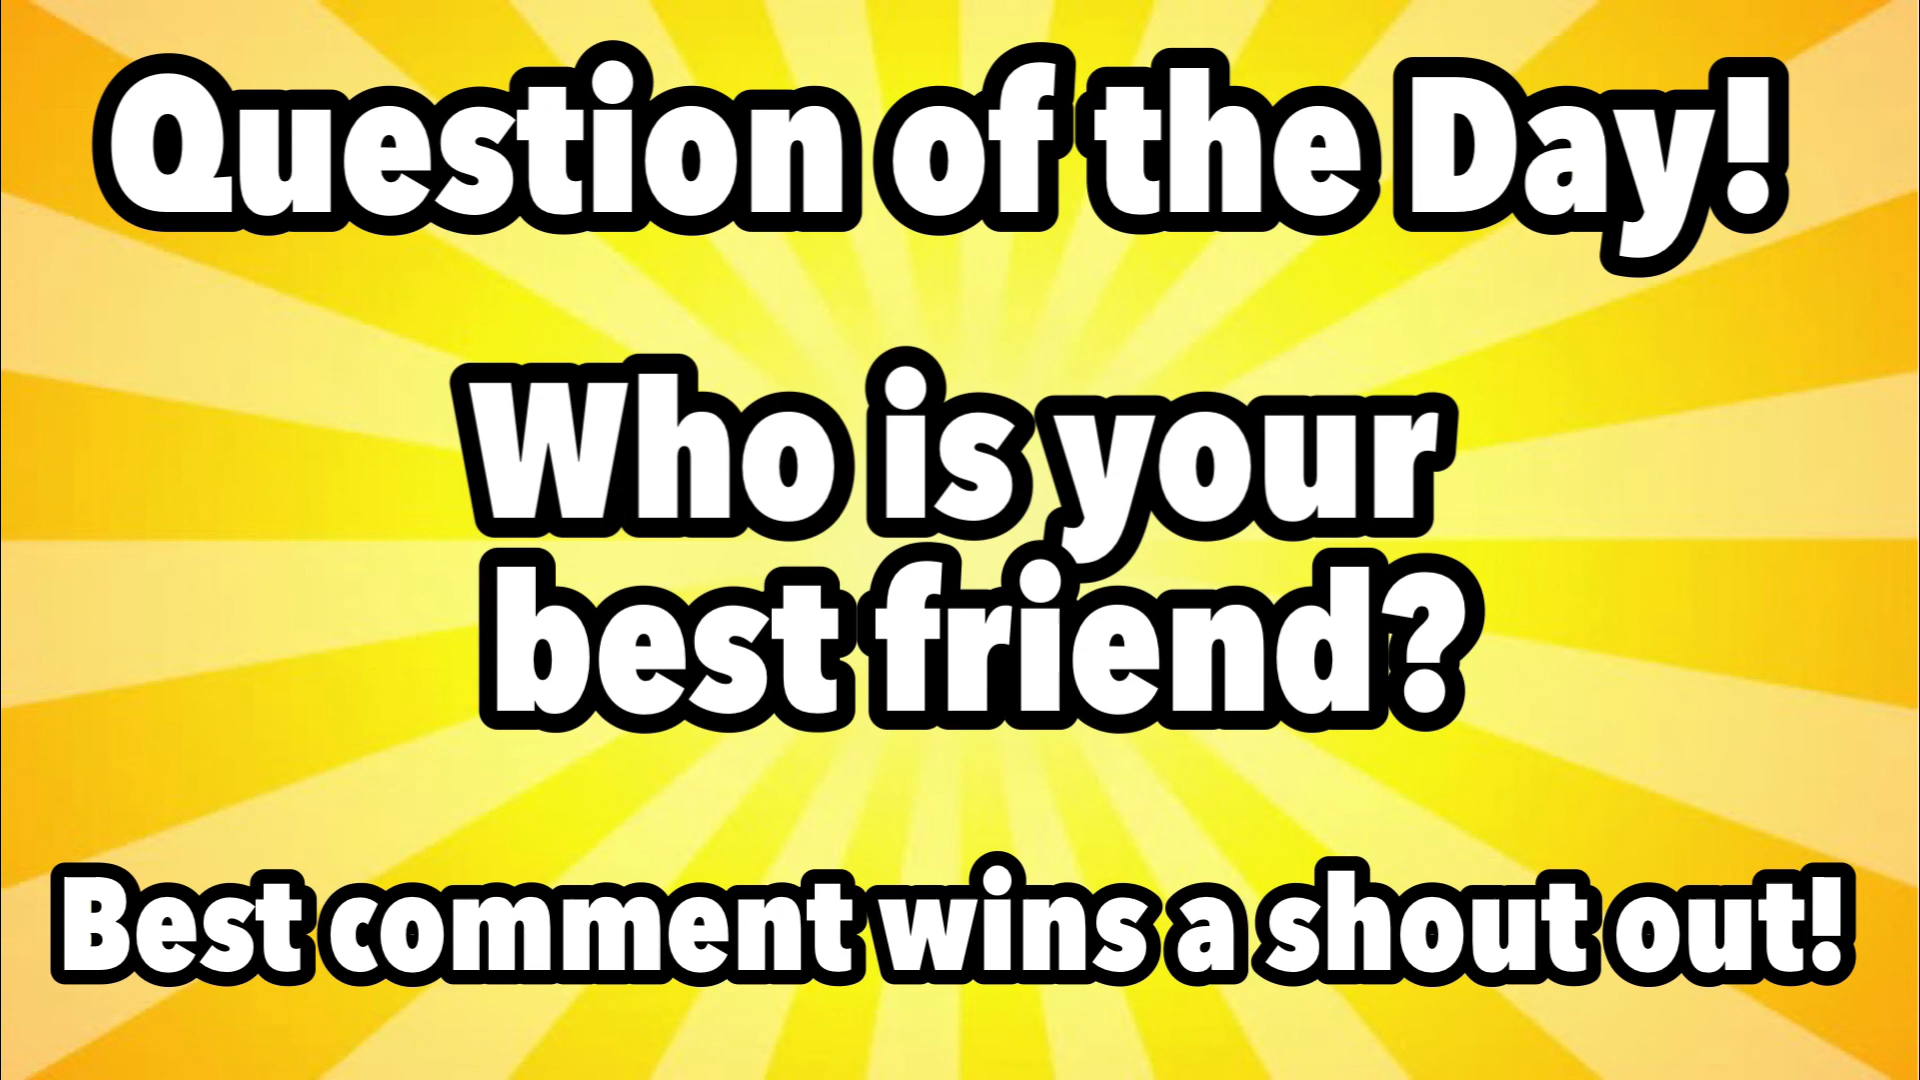 Question of the Day!
Who is your
best friend?
Best comment wins a shout out!